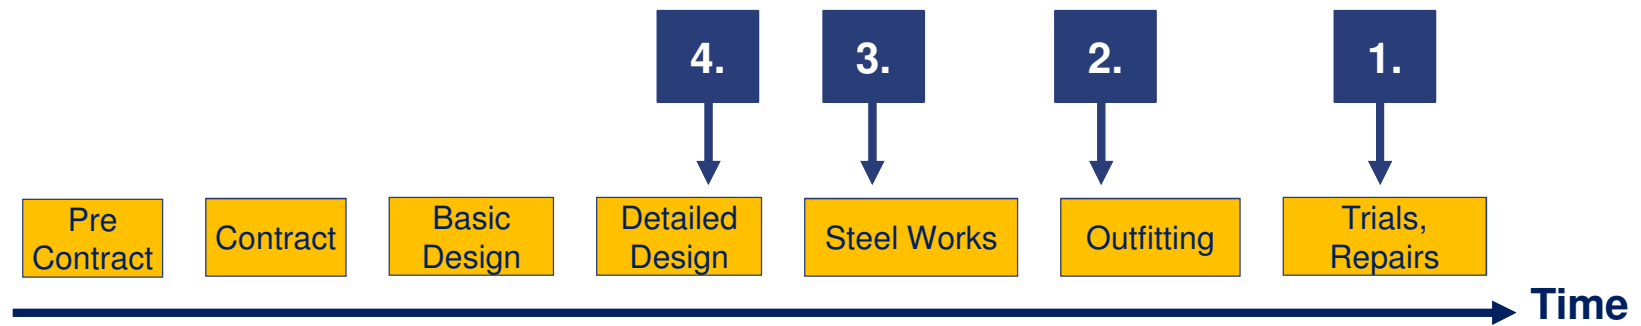 4.
3.
2.
1.
Pre
Contract
Contract
Basic
Design
Detailed
Design
Steel Works
Outfitting
Trials,
Repairs
Time